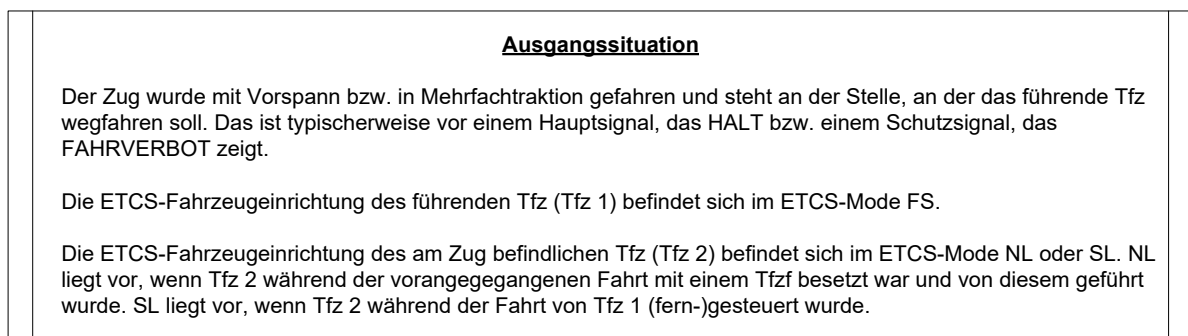 Ausgangssituation
Der Zug wurde mit Vorspann bzw. in Mehrfachtraktion gefahren und steht an der Stelle, an der das führende Tfz
wegfahren soll. Das ist typischerweise vor einem Hauptsignal, das HALT bzw. einem Schutzsignal, das
FAHRVERBOT zeigt.
Die ETCS-Fahrzeugeinrichtung des führenden Tfz (Tfz 1) befindet sich im ETCS-Mode FS.
Die ETCS-Fahrzeugeinrichtung des am Zug befindlichen Tfz (Tfz 2) befindet sich im ETCS-Mode NL oder SL. NL
liegt vor, wenn Tfz 2 während der vorangegegangenen Fahrt mit einem Tfzf besetzt war und von diesem geführt
wurde. SL liegt vor, wenn Tfz 2 während der Fahrt von Tfz 1 (fern-)gesteuert wurde.